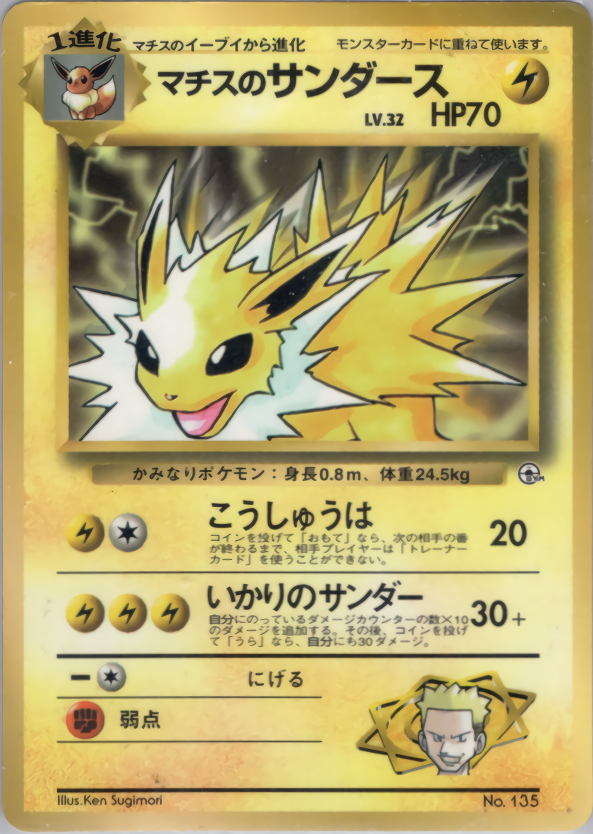 1進化
マチスのイーブイから進化
モンスターカードに重ねて使います。
マチスのサンダース
LV.32 HP70
かみなりポケモン：身長0.8m、体重24.5kg
GYM
こうしゅうは
20
コインを投げて「おもて」なら、次の相手の番
が終わるまで、相手プレイヤーは「トレーナー
カード」を使うことができない。
いかりのサンダー
30+
自分にのっているダメージカウンターの数×10
のダメージを追加する。その後、コインを投げ
て「うら」なら、自分にも30ダメージ。
にげる
弱点
Illus.Ken Sugimori
No. 135